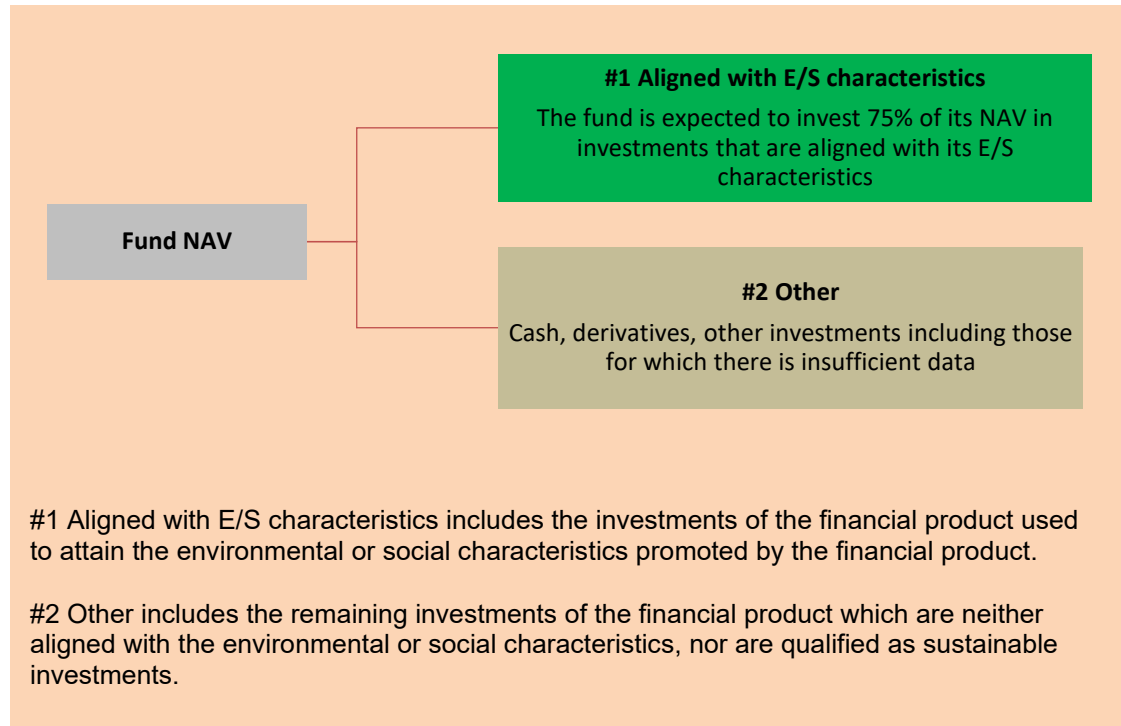 #1 Aligned with E/S characteristics
The fund is expected to invest 75% of its NAV in
investments that are aligned with its E/S
characteristics
Fund NAV
#2 Other
Cash, derivatives, other investments including those
for which there is insufficient data
#1 Aligned with E/S characteristics includes the investments of the financial product used
to attain the environmental or social characteristics promoted by the financial product.
#2 Other includes the remaining investments of the financial product which are neither
aligned with the environmental or social characteristics, nor are qualified as sustainable
investments.